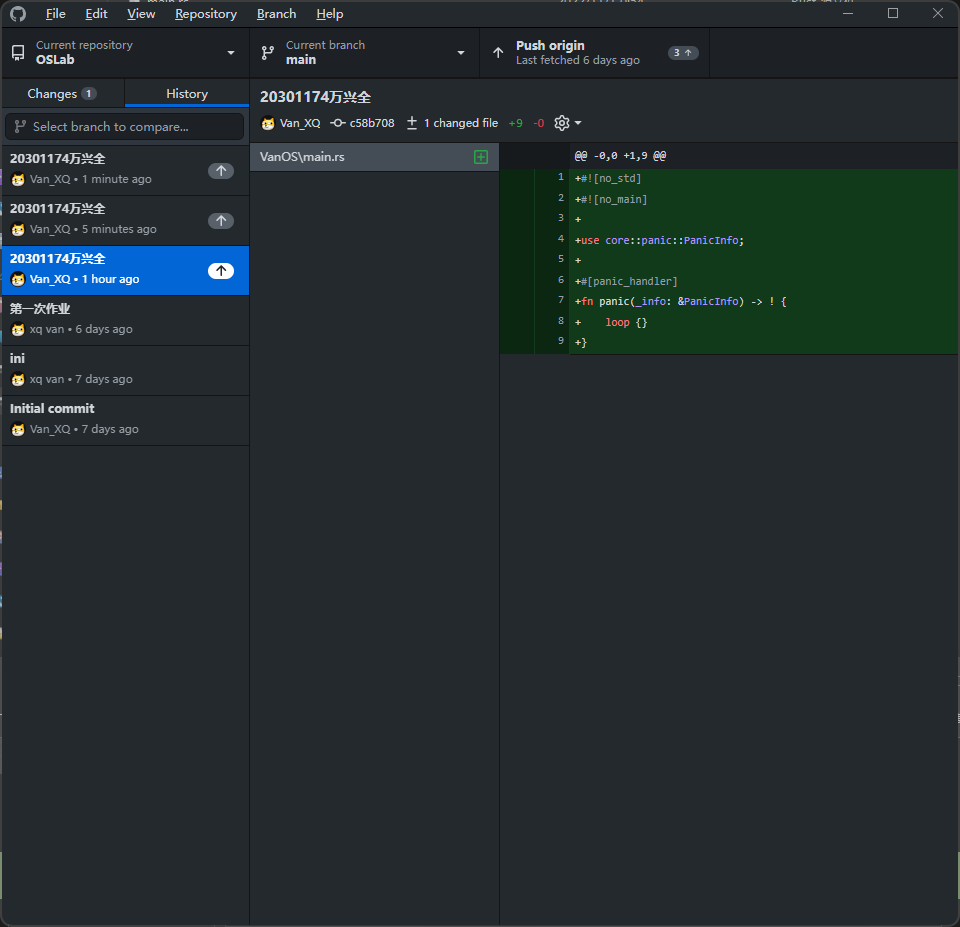 File Edit View Repository Branch Help
Current repository
OSLab
Current branch
main
Push origin
Last fetched 6 days ago
3
Changes 1
History
Select branch to compare...
20301174万兴全
Van_XQ • 1 minute ago
20301174万兴全
Van_XQ • 5 minutes ago
20301174万兴全
Van_XQ • 1 hour ago
第一次作业
xq van • 6 days ago
ini
xq van • 7 days ago
Initial commit
Van_XQ • 7 days ago
20301174万兴全
Van_XQ c58b708 1 changed file +9 -0
VanOS\main.rs
@@ -0,0 +1,9 @@
1 +#![no_std]
2 +#![no_main]
3 +
4 +use core::panic::PanicInfo;
5 +
6 +#[panic_handler]
7 +fn panic(_info: &PanicInfo) -> ! {
8 +    loop {}
9 +}